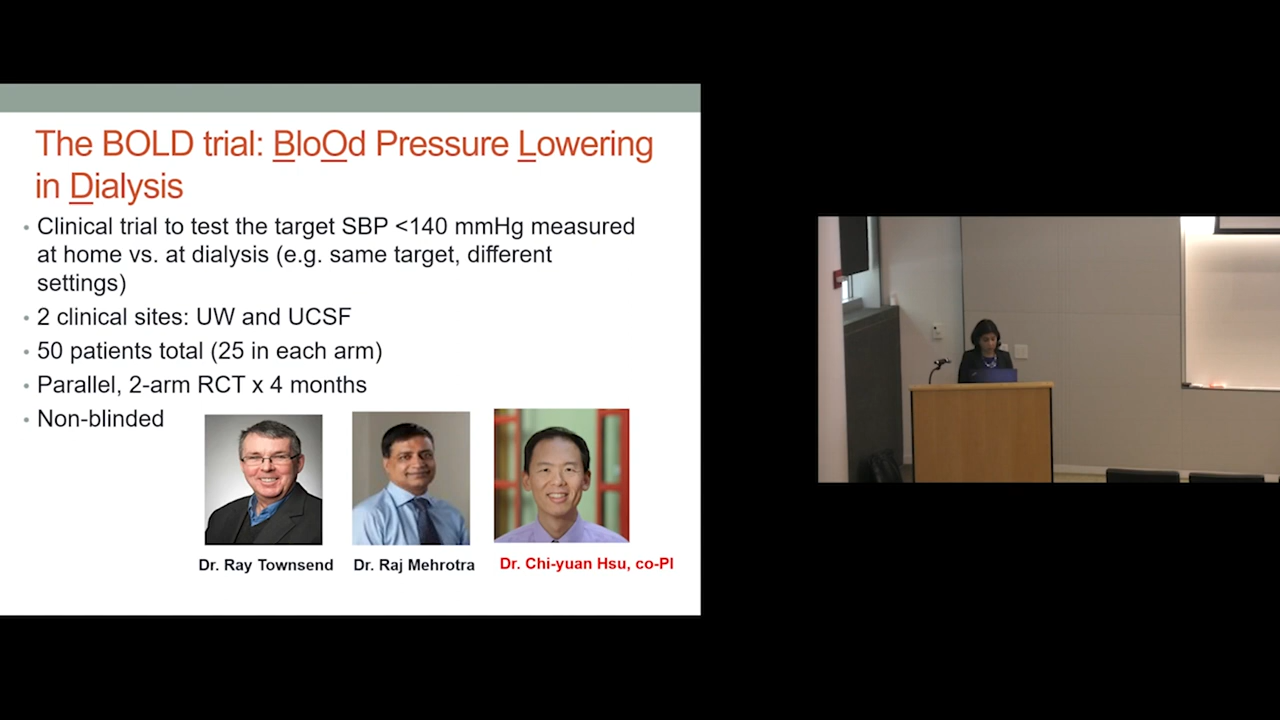 The BOLD trial: BloOd Pressure Lowering
in Dialysis
• Clinical trial to test the target SBP <140 mmHg measured
at home vs. at dialysis (e.g. same target, different
settings)
• 2 clinical sites: UW and UCSF
• 50 patients total (25 in each arm)
• Parallel, 2-arm RCT x 4 months
• Non-blinded
Dr. Ray Townsend
Dr. Raj Mehrotra
Dr. Chi-yuan Hsu, co-PI